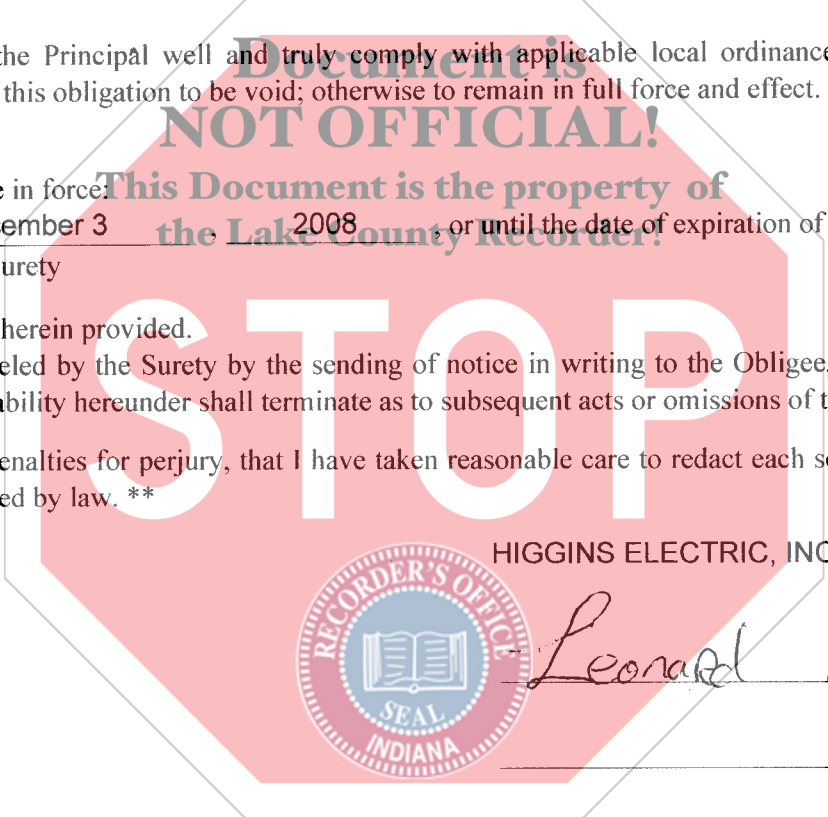 Document is
the Principal well and truly comply with applicable local ordinance
this obligation to be void; otherwise to remain in full force and effect.
NOT OFFICIAL!
in force:
This Document is the property of
ember 3 , 2008 , or until the date of expiration of
the Lake County Recorder!
urety
herein provided.
eled by the Surety by the sending of notice in writing to the Obligee,
ability hereunder shall terminate as to subsequent acts or omissions of t
STOP
enalties for perjury, that I have taken reasonable care to redact each s
ed by law. **
HIGGINS ELECTRIC, INC
RECORDER'S OFFICE
Leonard
SEAL
INDIANA